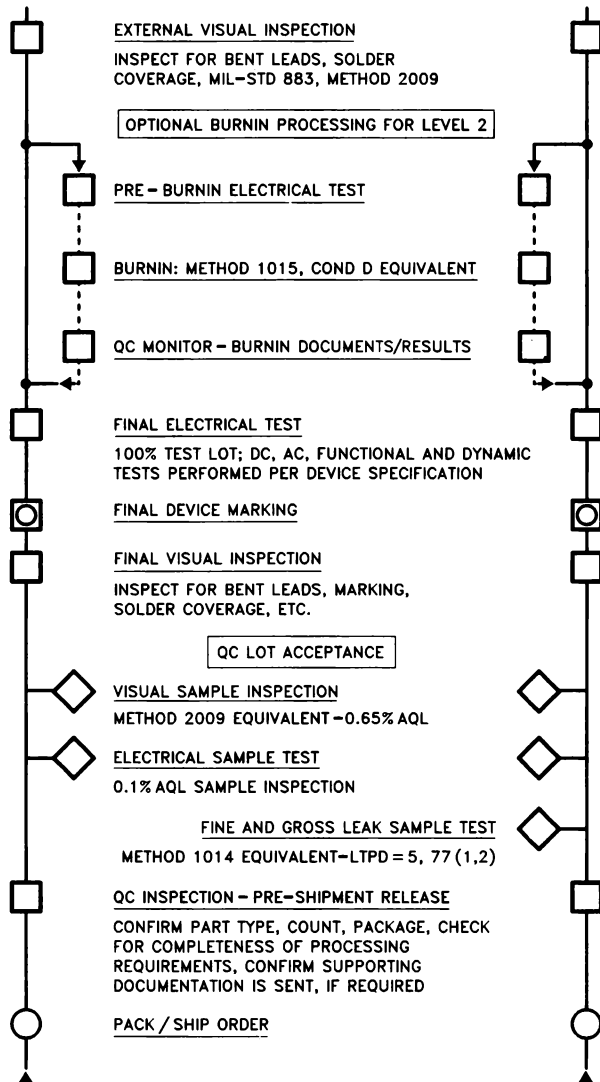 EXTERNAL VISUAL INSPECTION
INSPECT FOR BENT LEADS, SOLDER
COVERAGE, MIL-STD 883, METHOD 2009
OPTIONAL BURNIN PROCESSING FOR LEVEL 2
PRE-BURNIN ELECTRICAL TEST
BURNIN: METHOD 1015, COND D EQUIVALENT
QC MONITOR-BURNIN DOCUMENTS/RESULTS
FINAL ELECTRICAL TEST
100% TEST LOT; DC, AC, FUNCTIONAL AND DYNAMIC
TESTS PERFORMED PER DEVICE SPECIFICATION
FINAL DEVICE MARKING
FINAL VISUAL INSPECTION
INSPECT FOR BENT LEADS, MARKING,
SOLDER COVERAGE, ETC.
QC LOT ACCEPTANCE
VISUAL SAMPLE INSPECTION
METHOD 2009 EQUIVALENT-0.65% AQL
ELECTRICAL SAMPLE TEST
0.1% AQL SAMPLE INSPECTION
FINE AND GROSS LEAK SAMPLE TEST
METHOD 1014 EQUIVALENT-LTPD = 5, 77 (1,2)
QC INSPECTION-PRE-SHIPMENT RELEASE
CONFIRM PART TYPE, COUNT, PACKAGE, CHECK
FOR COMPLETENESS OF PROCESSING
REQUIREMENTS, CONFIRM SUPPORTING
DOCUMENTATION IS SENT, IF REQUIRED
PACK / SHIP ORDER